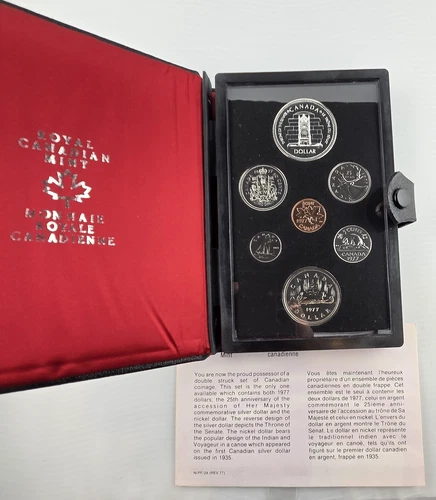 ROYAL
CANADIAN
MINT
MONNAIE
ROYALE
CANADIENNE
CANADA
DOLLAR
CANADA
1977
CANADA
5 CENTS
1977
CANADA
CANADA
1977
DOLLAR
Mint
canadienne
You are now the proud possessor of a
double struck set of Canadian
coinage. This set is the only one
available which contains both 1977
dollars, the 25th anniversary of the
accession of Her Majesty
commemorative silver dollar and the
nickel. The reverse design of
the silver dollar depicts the Throne of
the Senate. The nickel dollar bears
the popular design of the Indian and
Voyageur in a canoe which appeared
on the first Canadian silver dollar
issued in 1935.
Vous êtes maintenant l'heureux
propriétaire d'un ensemble de pièces
canadiennes en double frappe. Cet
ensemble est le seul à contenir les
deux dollars de 1977, celui en argent
commémorant le 25ième anni-
versaire de l'accession au trône de Sa
Majesté et celui en nickel. L'envers du
dollar en argent montre le Trône du
Sénat. Le dollar en nickel représente
le traditionnel indien avec le
voyageur en canoe, tels qu'ils ont
figuré sur le premier dollar canadien
en argent, frappé en 1935.